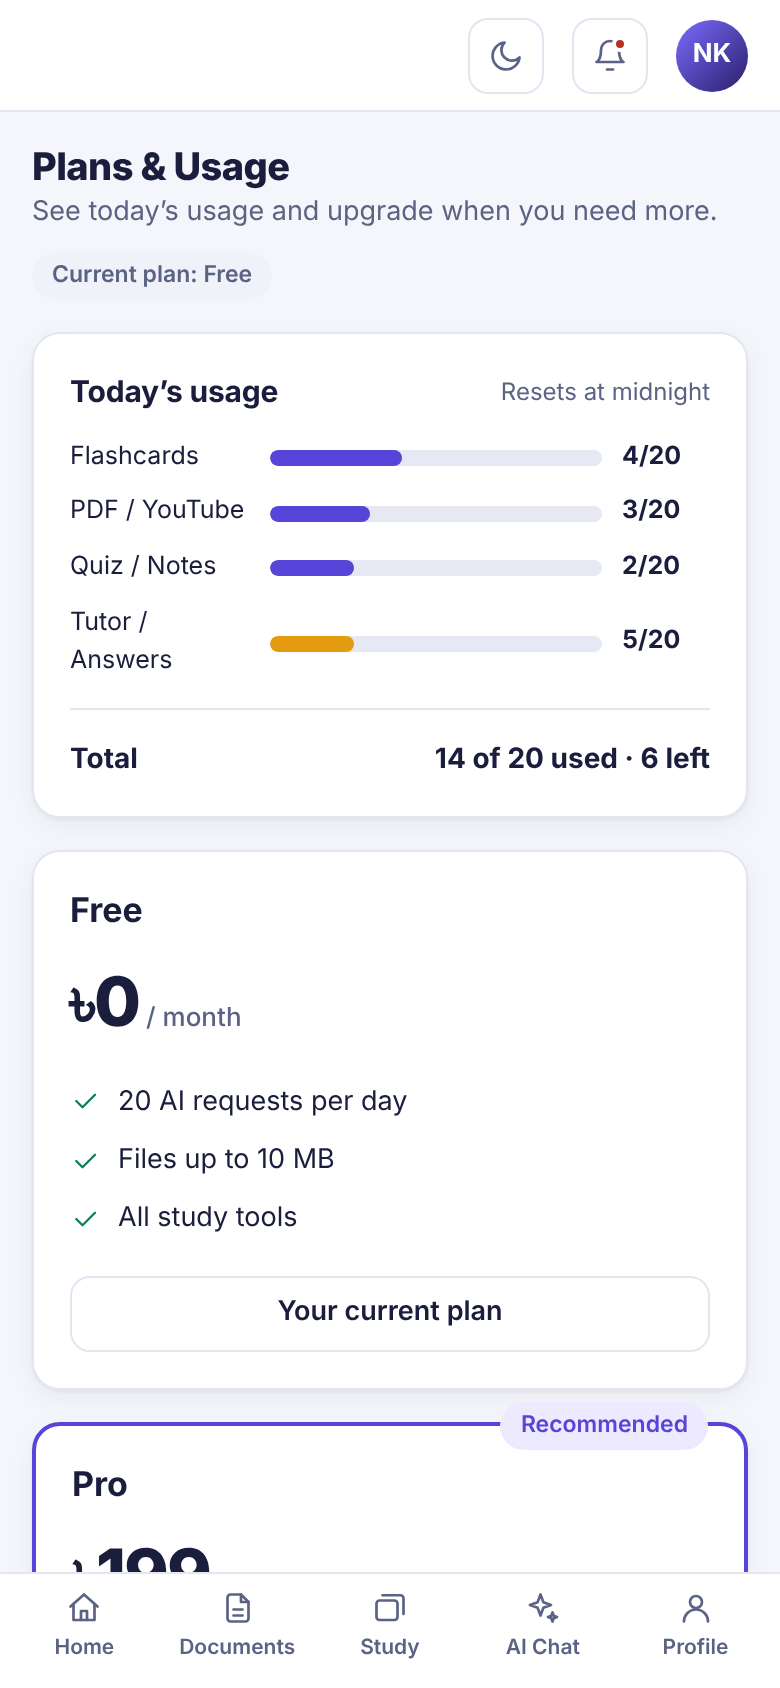 NK
Plans & Usage
See today’s usage and upgrade when you need more.
Current plan: Free
Today’s usage Resets at midnight
Flashcards 4/20
PDF / YouTube 3/20
Quiz / Notes 2/20
Tutor /
Answers 5/20
Total 14 of 20 used · 6 left
Free
৳0 / month
20 AI requests per day
Files up to 10 MB
All study tools
Your current plan
Recommended
Pro
৳199
Home Documents Study AI Chat Profile